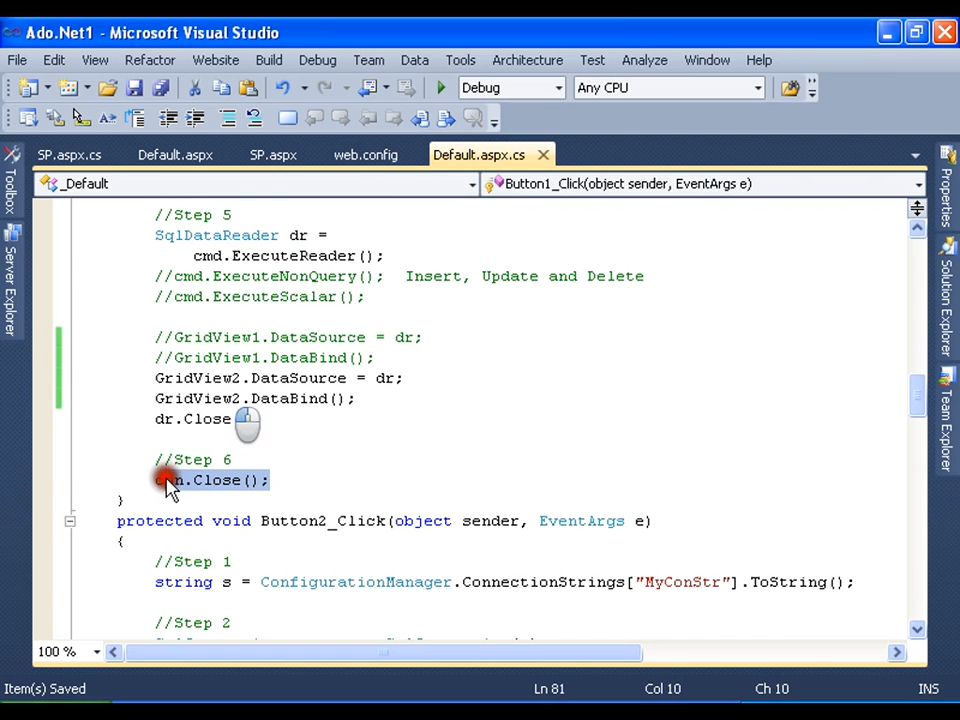 Ado.Net1 - Microsoft Visual Studio
File Edit View Refactor Website Build Debug Team Data Tools Architecture Test Analyze Window Help
Debug Any CPU
SP.aspx.cs Default.aspx SP.aspx web.config Default.aspx.cs
_Default Button1_Click(object sender, EventArgs e)
Toolbox
Server Explorer
Properties
Solution Explorer
Team Explorer
//Step 5
SqlDataReader dr =
cmd.ExecuteReader();
//cmd.ExecuteNonQuery();  Insert, Update and Delete
//cmd.ExecuteScalar();
//GridView1.DataSource = dr;
//GridView1.DataBind();
GridView2.DataSource = dr;
GridView2.DataBind();
dr.Close
//Step 6
.Close();
}
protected void Button2_Click(object sender, EventArgs e)
{
//Step 1
string s = ConfigurationManager.ConnectionStrings["MyConStr"].ToString();
//Step 2
100 %
Item(s) Saved Ln 81 Col 10 Ch 10 INS